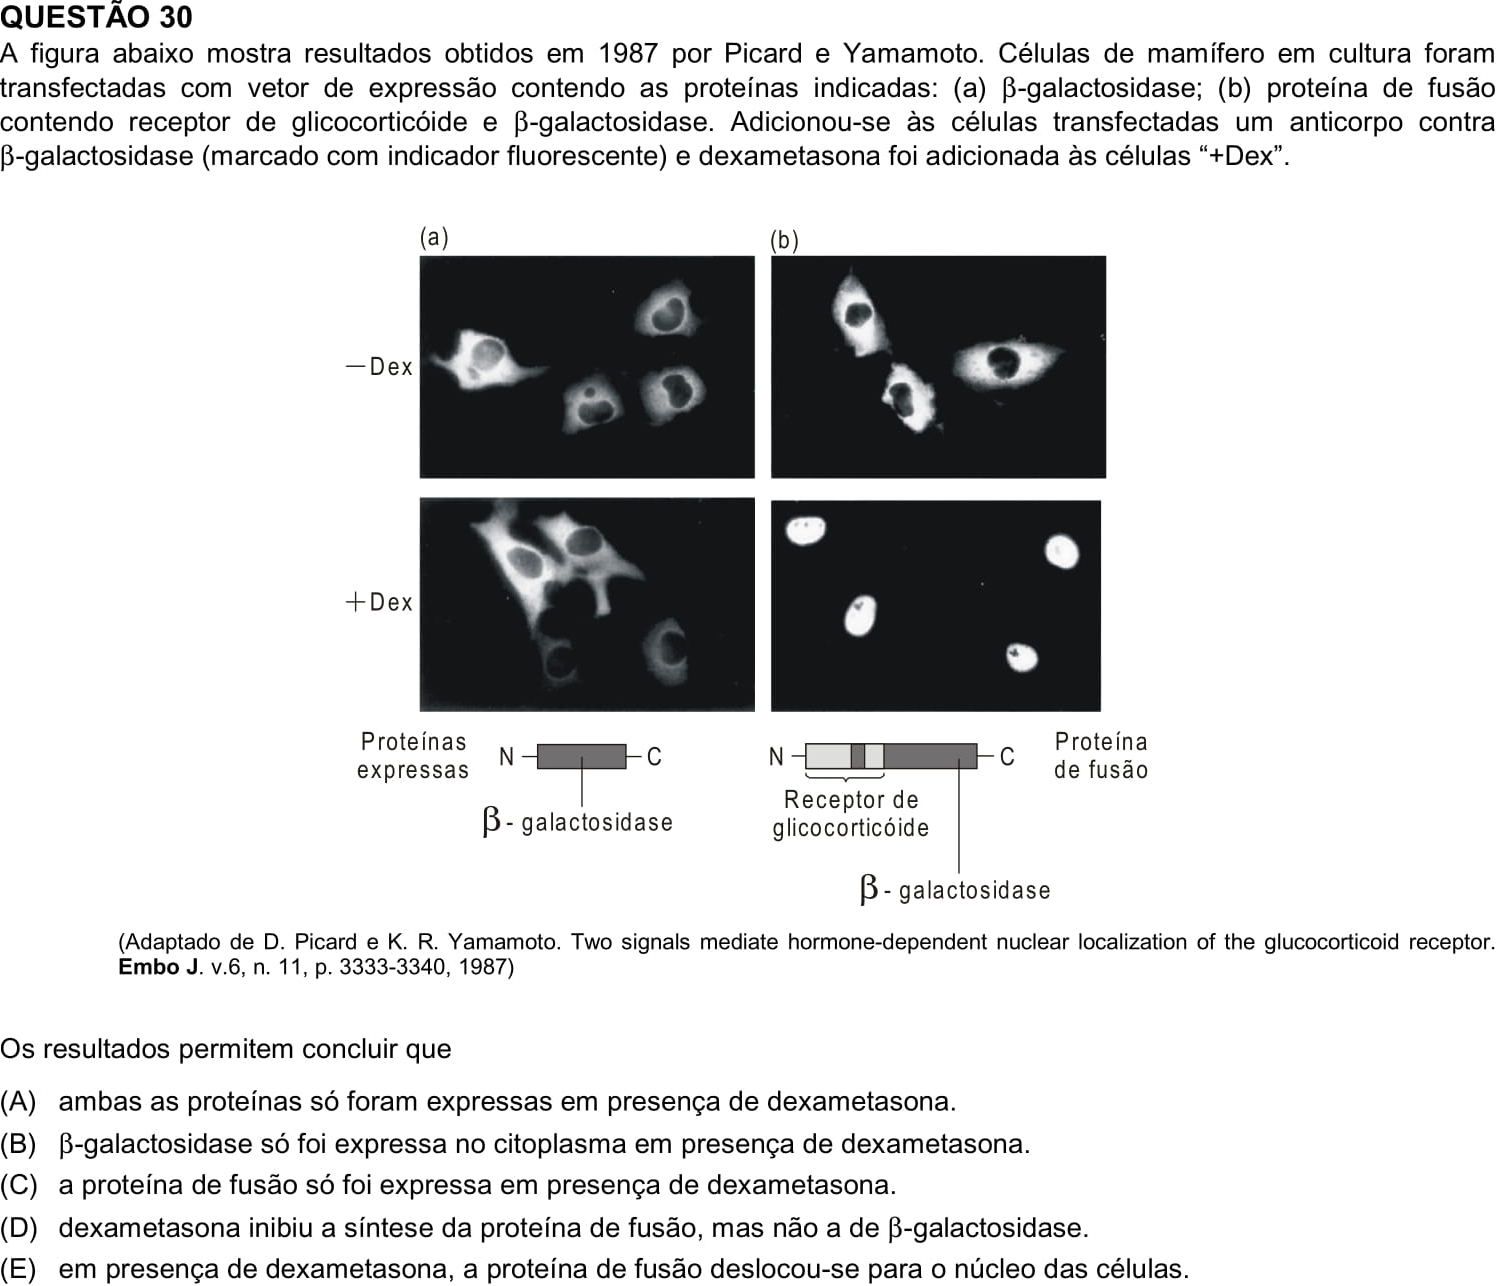 QUESTÃO 30
A figura abaixo mostra resultados obtidos em 1987 por Picard e Yamamoto. Células de mamífero em cultura foram
transfectadas com vetor de expressão contendo as proteínas indicadas: (a) β-galactosidase; (b) proteína de fusão
contendo receptor de glicocorticóide e β-galactosidase. Adicionou-se às células transfectadas um anticorpo contra
β-galactosidase (marcado com indicador fluorescente) e dexametasona foi adicionada às células “+Dex”.
(a)
(b)
−Dex
+Dex
Proteínas
expressas
N
C
β - galactosidase
N
C
Proteína
de fusão
Receptor de
glicocorticóide
β - galactosidase
(Adaptado de D. Picard e K. R. Yamamoto. Two signals mediate hormone-dependent nuclear localization of the glucocorticoid receptor.
Embo J. v.6, n. 11, p. 3333-3340, 1987)
Os resultados permitem concluir que
(A) ambas as proteínas só foram expressas em presença de dexametasona.
(B) β-galactosidase só foi expressa no citoplasma em presença de dexametasona.
(C) a proteína de fusão só foi expressa em presença de dexametasona.
(D) dexametasona inibiu a síntese da proteína de fusão, mas não a de β-galactosidase.
(E) em presença de dexametasona, a proteína de fusão deslocou-se para o núcleo das células.